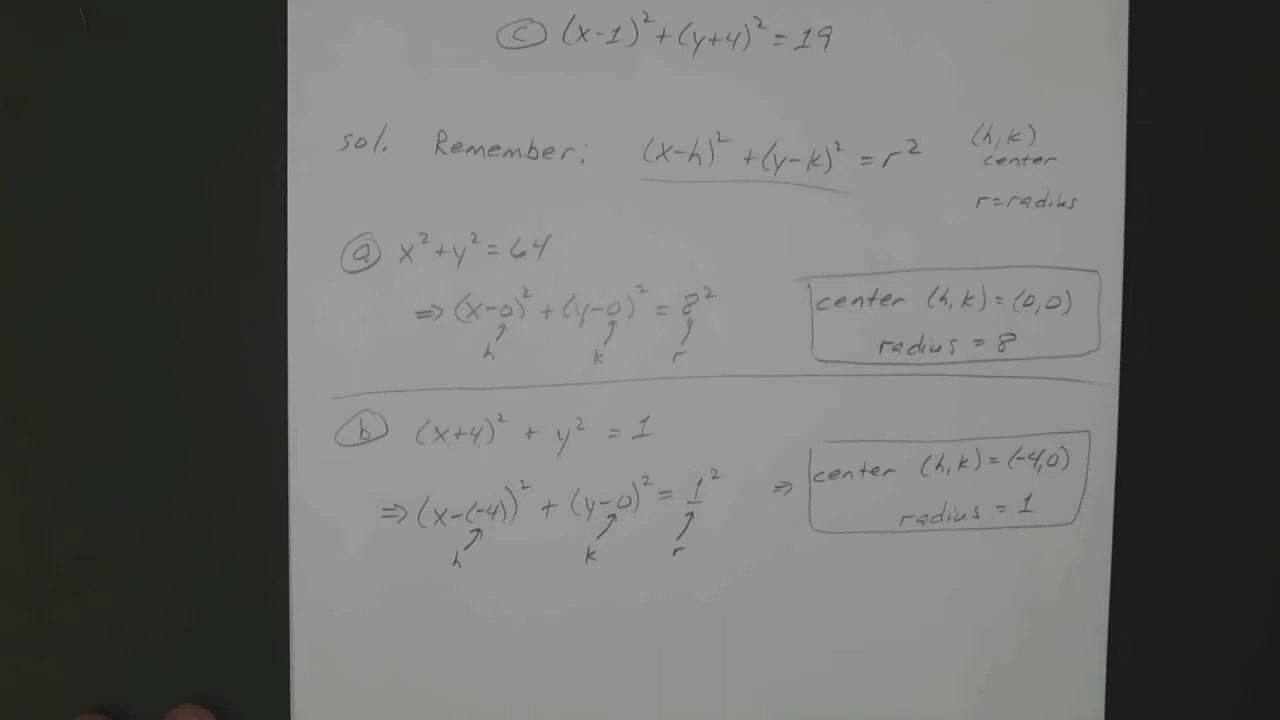 ⓒ (x-1)² + (y+4)² = 19
sol. Remember: (x-h)² + (y-k)² = r² (h,k)
center
r=radius
ⓐ x² + y² = 64
⇒ (x-0)² + (y-0)² = 8²
h k r
center (h,k) = (0,0)
radius = 8
ⓑ (x+4)² + y² = 1
⇒ (x-(-4))² + (y-0)² = 1² ⇒
h k r
center (h,k) = (-4,0)
radius = 1